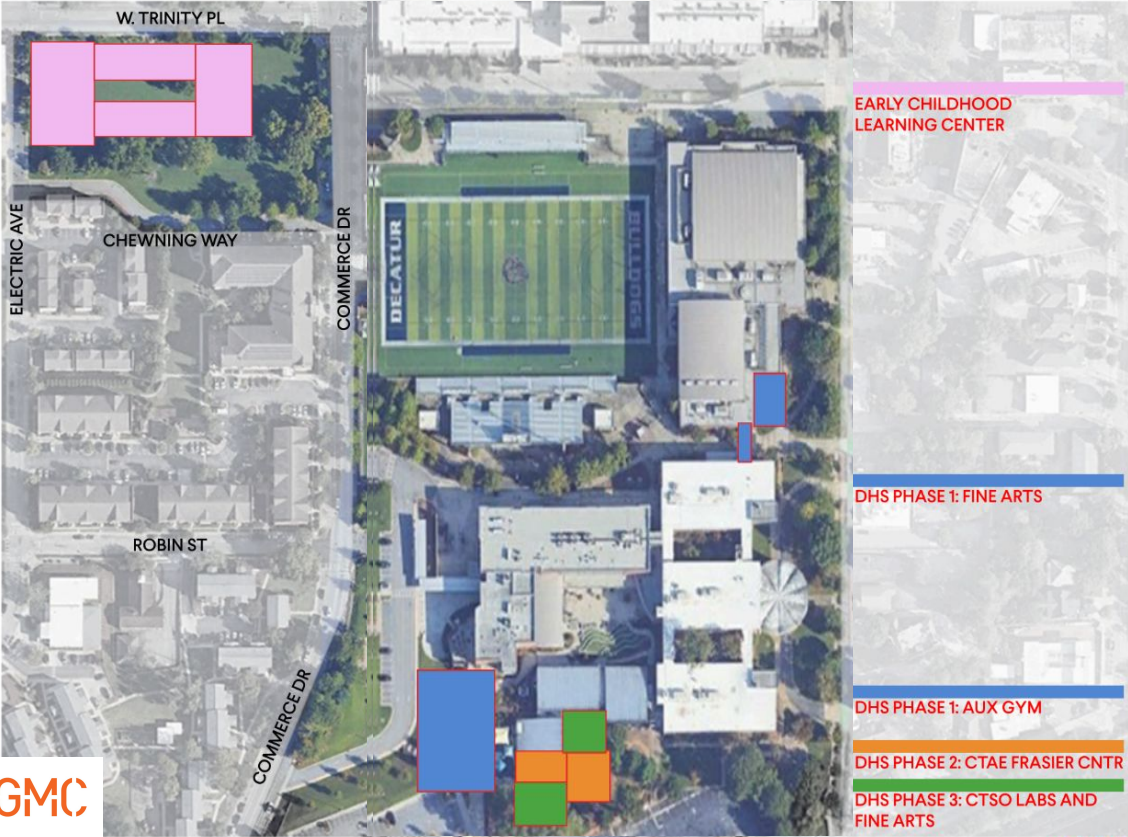 W. TRINITY PL
ELECTRIC AVE
CHEWNING WAY
COMMERCE DR
ROBIN ST
COMMERCE DR
GMC
DECATUR
BULLDOGS
EARLY CHILDHOOD
LEARNING CENTER
DHS PHASE 1: FINE ARTS
DHS PHASE 1: AUX GYM
DHS PHASE 2: CTAE FRASIER CNTR
DHS PHASE 3: CTSO LABS AND
FINE ARTS